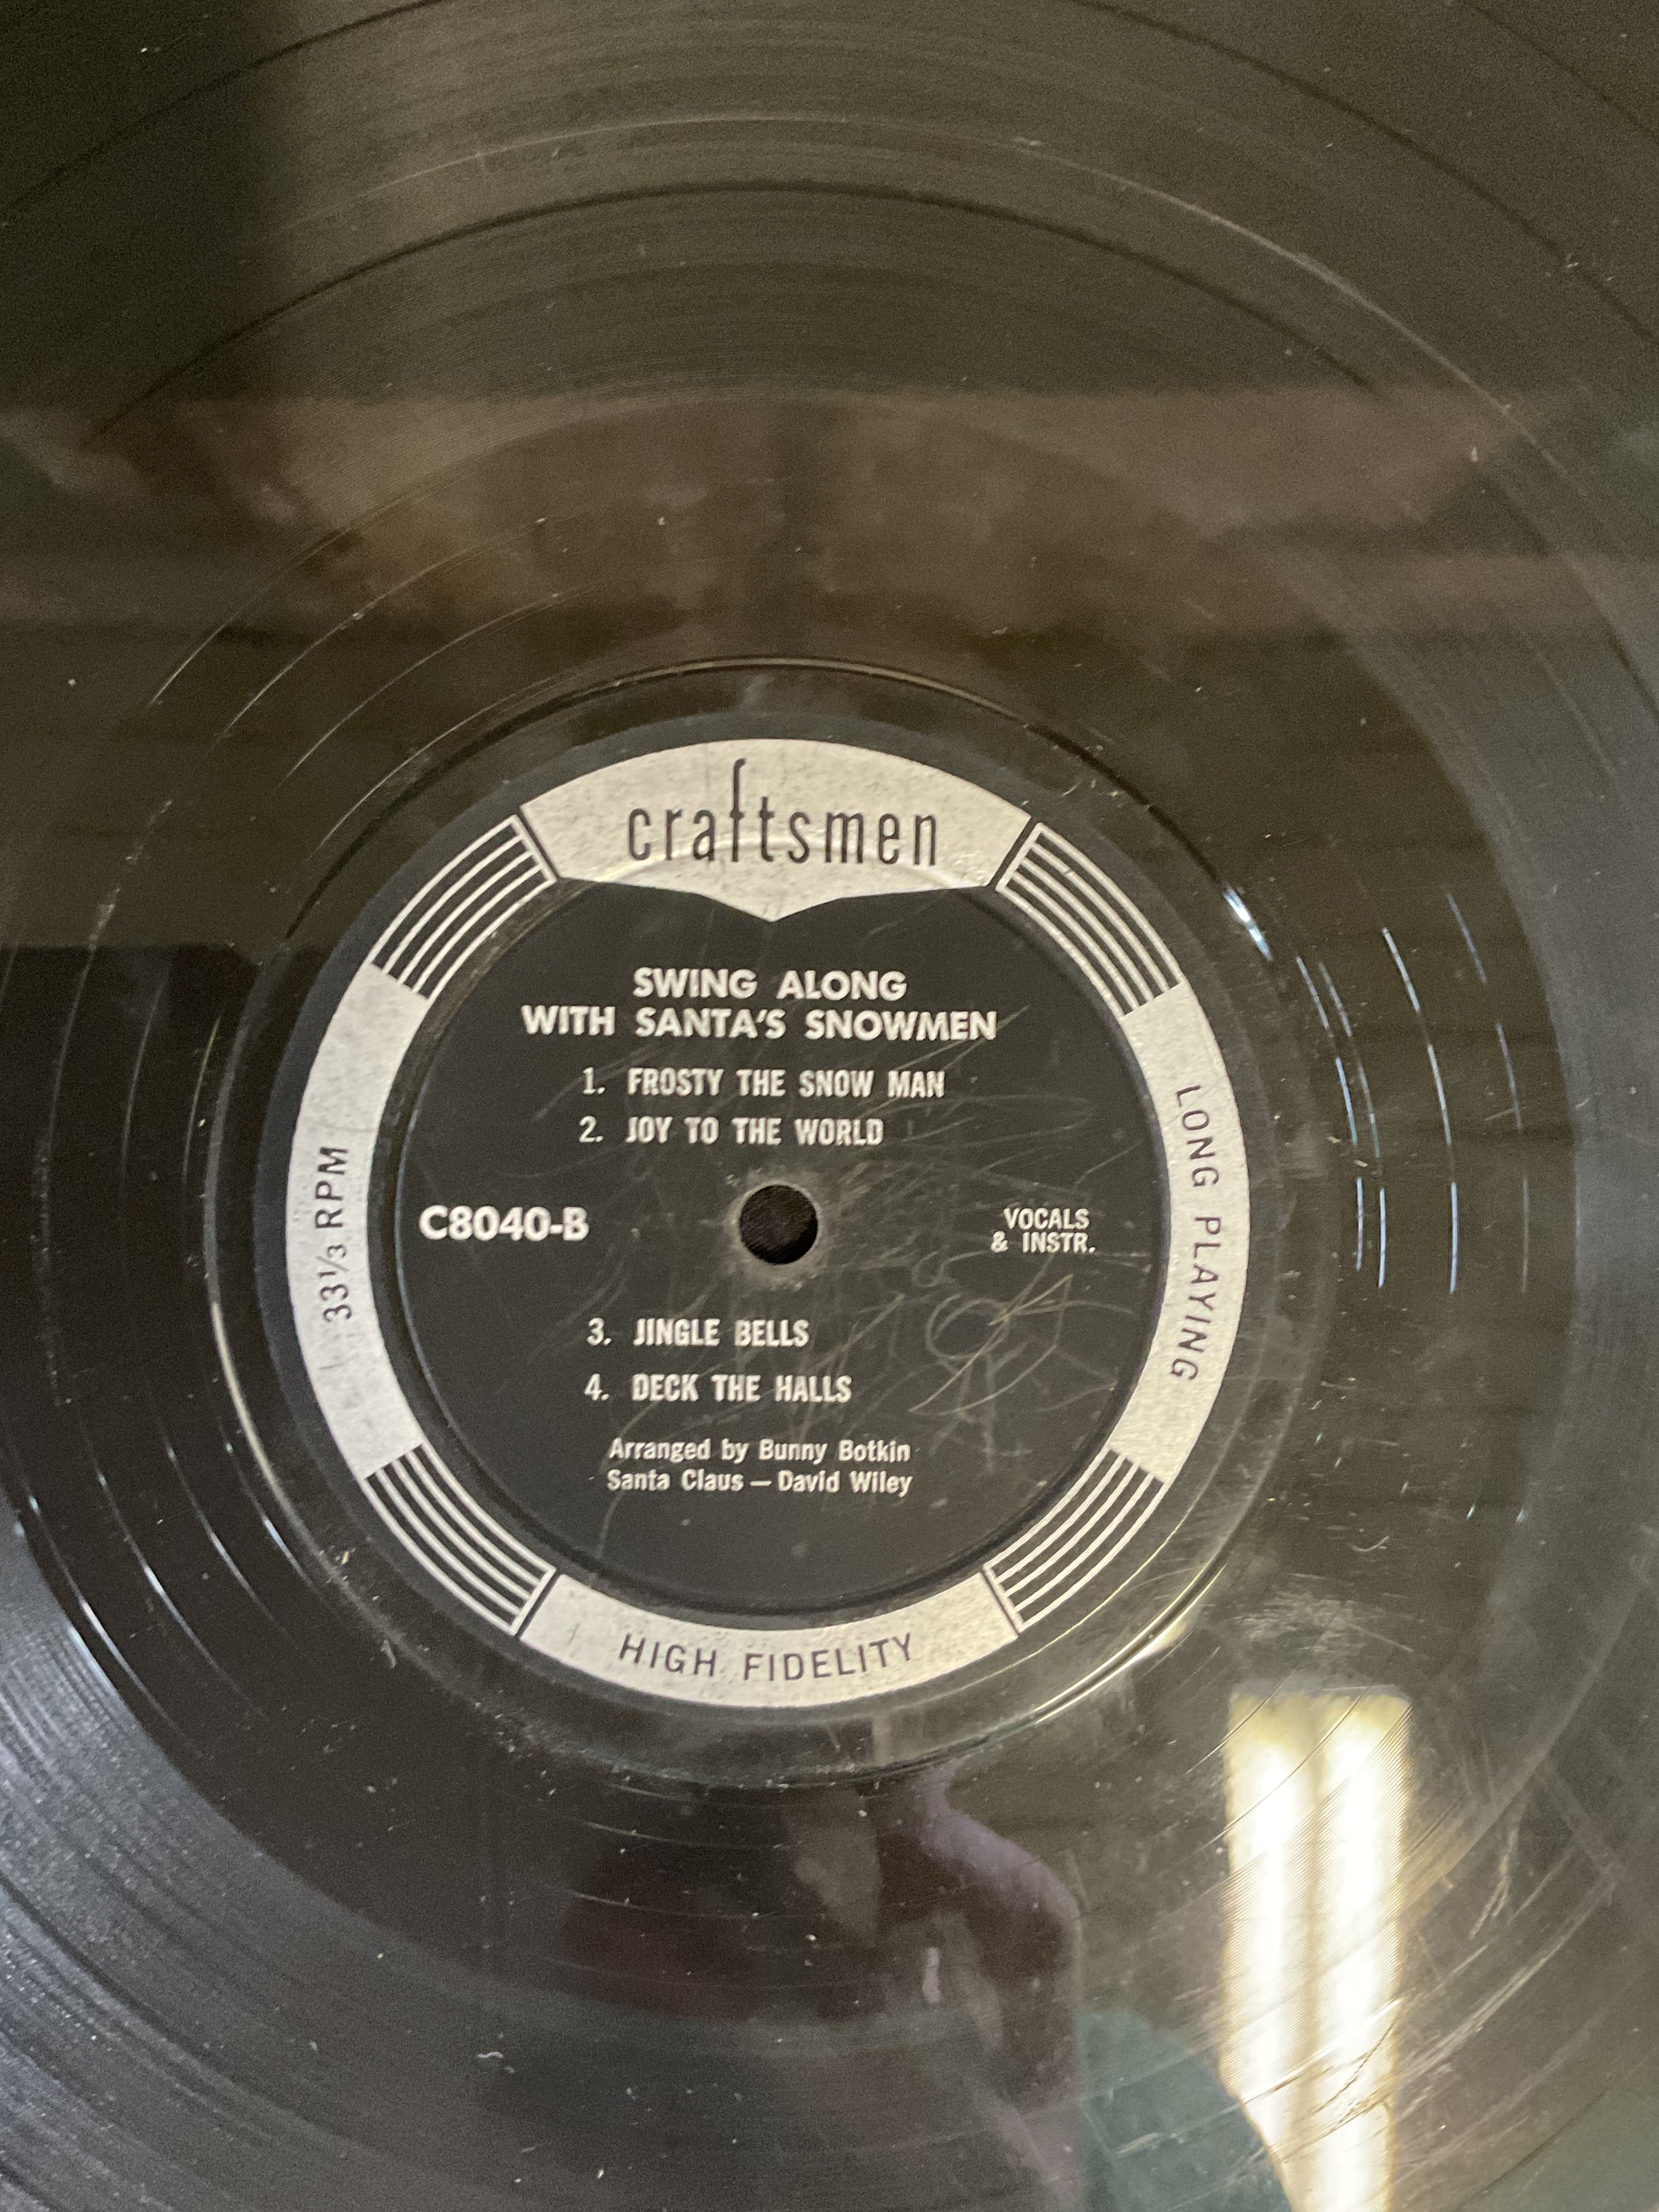 craftsmen
SWING ALONG
WITH SANTA'S SNOWMEN
1. FROSTY THE SNOW MAN
2. JOY TO THE WORLD
C8040-B
VOCALS
& INSTR.
3. JINGLE BELLS
4. DECK THE HALLS
Arranged by Bunny Botkin
Santa Claus — David Wiley
33⅓ RPM
LONG PLAYING
HIGH FIDELITY